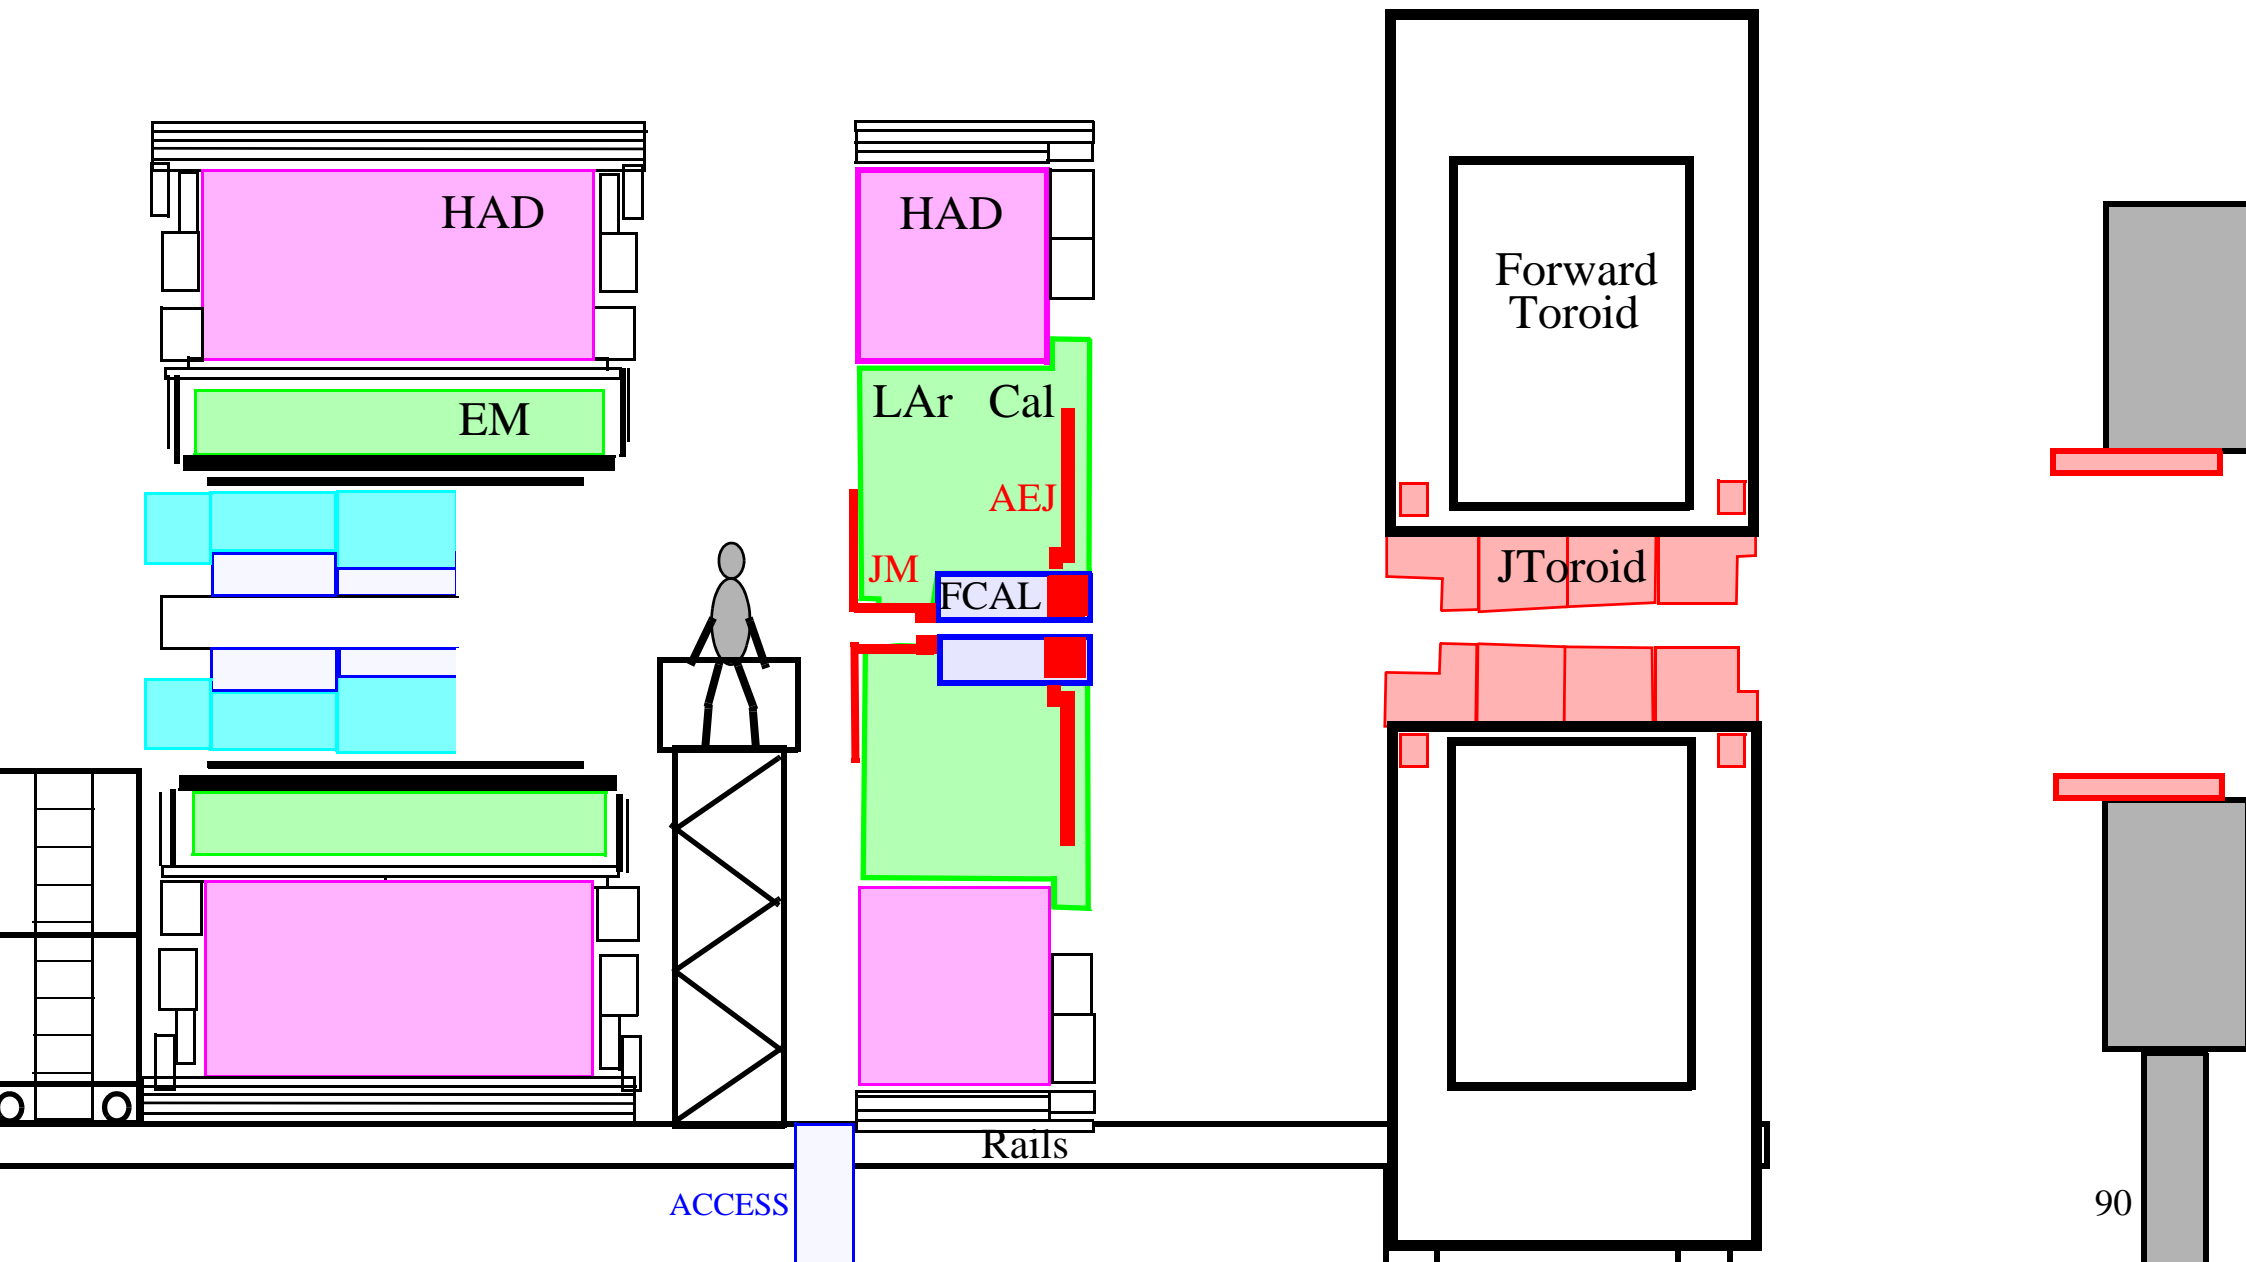 HAD
HAD
Forward
Toroid
EM
LAr Cal
AEJ
JM
FCAL
JToroid
Rails
ACCESS
90